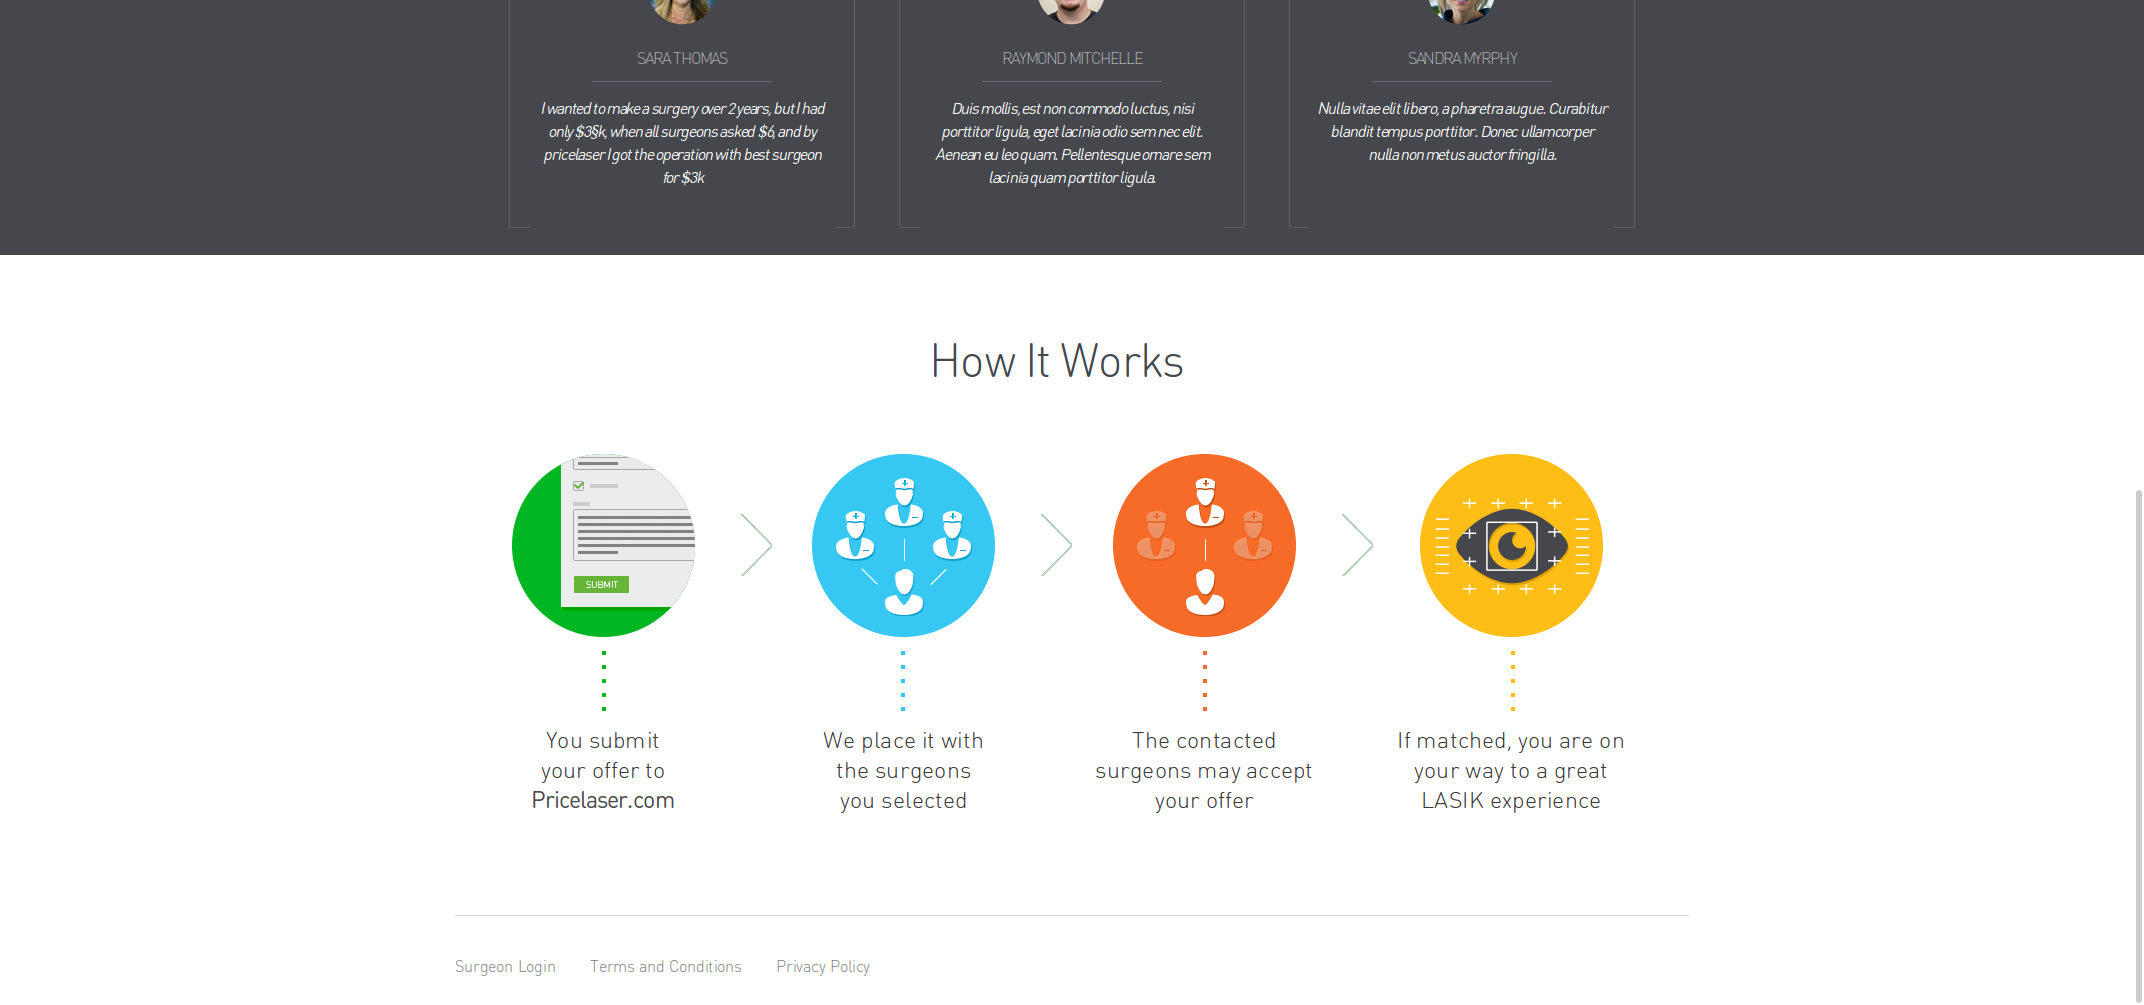 SARA THOMAS
I wanted to make a surgery over 2 years, but I had
only $3§k, when all surgeons asked $6, and by
pricelaser I got the operation with best surgeon
for $3k
RAYMOND MITCHELLE
Duis mollis, est non commodo luctus, nisi
porttitor ligula, eget lacinia odio sem nec elit.
Aenean eu leo quam. Pellentesque ornare sem
lacinia quam porttitor ligula.
SANDRA MYRPHY
Nulla vitae elit libero, a pharetra augue. Curabitur
blandit tempus porttitor. Donec ullamcorper
nulla non metus auctor fringilla.
How It Works
SUBMIT
You submit
your offer to
Pricelaser.com
We place it with
the surgeons
you selected
The contacted
surgeons may accept
your offer
If matched, you are on
your way to a great
LASIK experience
Surgeon Login
Terms and Conditions
Privacy Policy